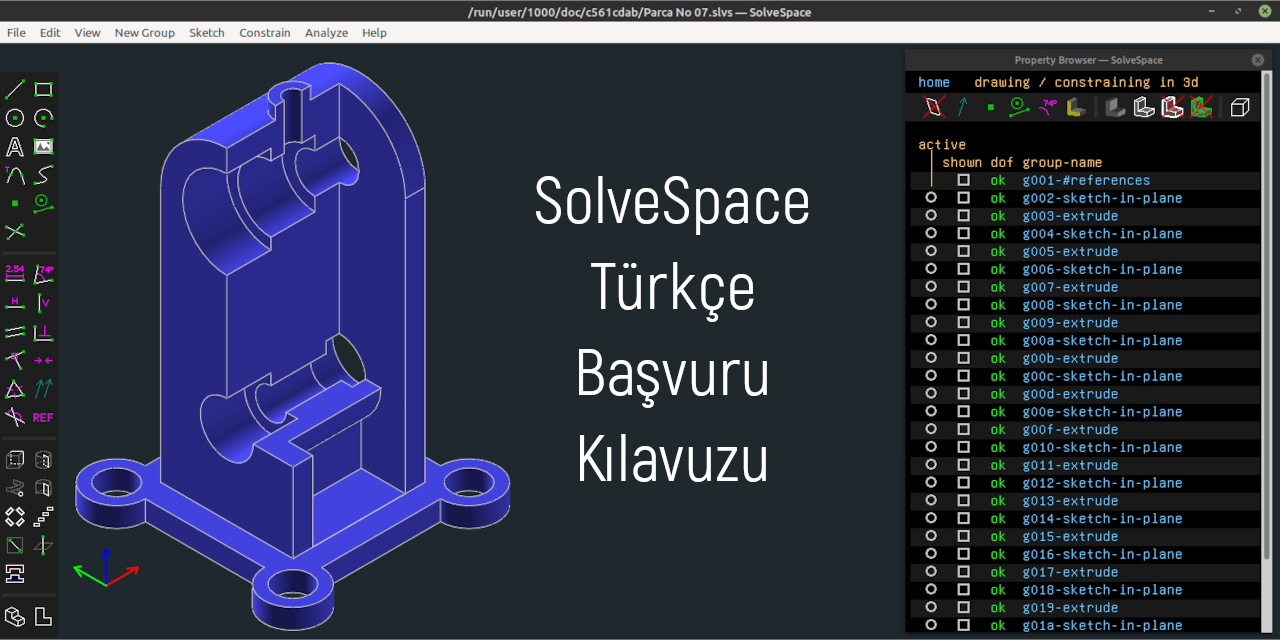 /run/user/1000/doc/c561cdab/Parca No 07.slvs — SolveSpace
File Edit View New Group Sketch Constrain Analyze Help
Property Browser — SolveSpace
home drawing / constraining in 3d
74°
active
shown dof group-name
ok g001-#references
ok g002-sketch-in-plane
ok g003-extrude
ok g004-sketch-in-plane
ok g005-extrude
ok g006-sketch-in-plane
ok g007-extrude
ok g008-sketch-in-plane
ok g009-extrude
ok g00a-sketch-in-plane
ok g00b-extrude
ok g00c-sketch-in-plane
ok g00d-extrude
ok g00e-sketch-in-plane
ok g00f-extrude
ok g010-sketch-in-plane
ok g011-extrude
ok g012-sketch-in-plane
ok g013-extrude
ok g014-sketch-in-plane
ok g015-extrude
ok g016-sketch-in-plane
ok g017-extrude
ok g018-sketch-in-plane
ok g019-extrude
ok g01a-sketch-in-plane
SolveSpace
Türkçe
Başvuru
Kılavuzu
A
T
2.54 74°
H V
REF